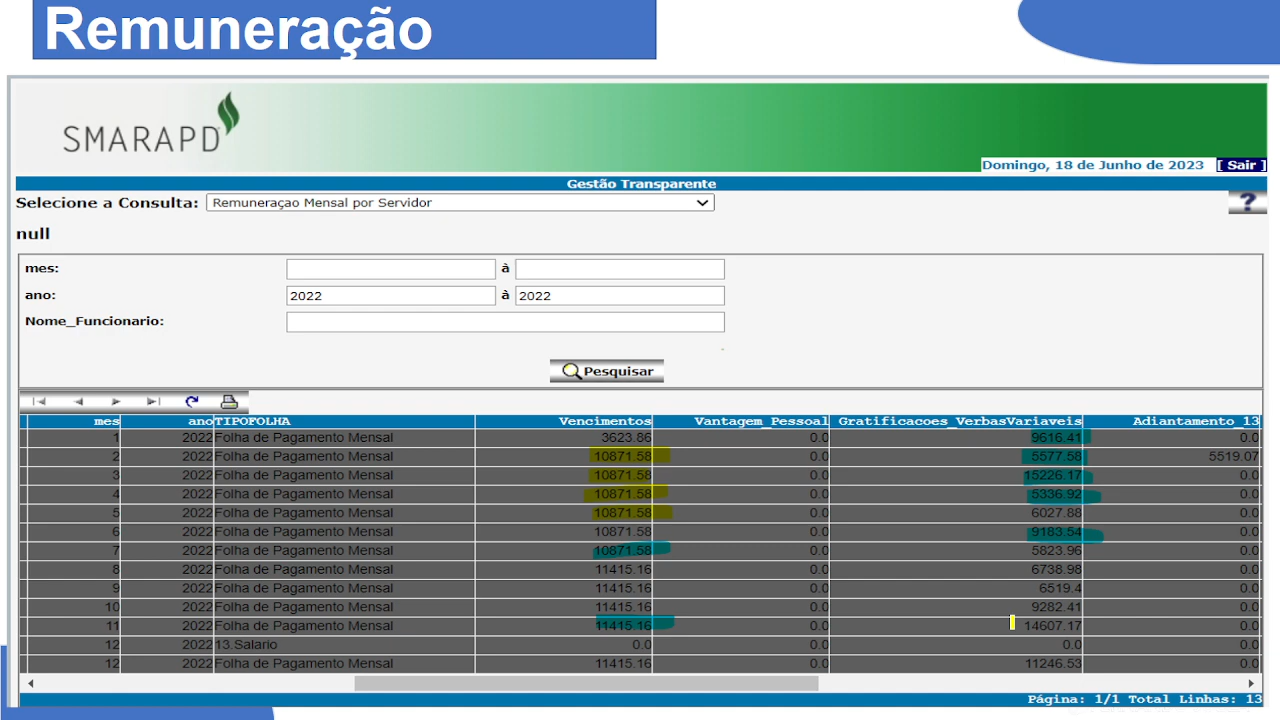 Remuneração
SMARAPD
Domingo, 18 de Junho de 2023 [ Sair ]
Gestão Transparente
Selecione a Consulta: Remuneraçao Mensal por Servidor ?
null
mes: à
ano: 2022 à 2022
Nome_Funcionario:
Pesquisar
mes ano TIPOFOLHA Vencimentos Vantagem_Pessoal Gratificacoes_VerbasVariaveis Adiantamento_13
1 2022 Folha de Pagamento Mensal 3623.86 0.0 9616.41 0.0
2 2022 Folha de Pagamento Mensal 10871.58 0.0 5577.58 5519.07
3 2022 Folha de Pagamento Mensal 10871.58 0.0 15226.17 0.0
4 2022 Folha de Pagamento Mensal 10871.58 0.0 5336.92 0.0
5 2022 Folha de Pagamento Mensal 10871.58 0.0 6027.88 0.0
6 2022 Folha de Pagamento Mensal 10871.58 0.0 9183.54 0.0
7 2022 Folha de Pagamento Mensal 10871.58 0.0 5823.96 0.0
8 2022 Folha de Pagamento Mensal 11415.16 0.0 6738.98 0.0
9 2022 Folha de Pagamento Mensal 11415.16 0.0 6519.4 0.0
10 2022 Folha de Pagamento Mensal 11415.16 0.0 9282.41 0.0
11 2022 Folha de Pagamento Mensal 11415.16 0.0 14607.17 0.0
12 2022 13.Salario 0.0 0.0 0.0 0.0
12 2022 Folha de Pagamento Mensal 11415.16 0.0 11246.53 0.0
Página: 1/1 Total Linhas: 13